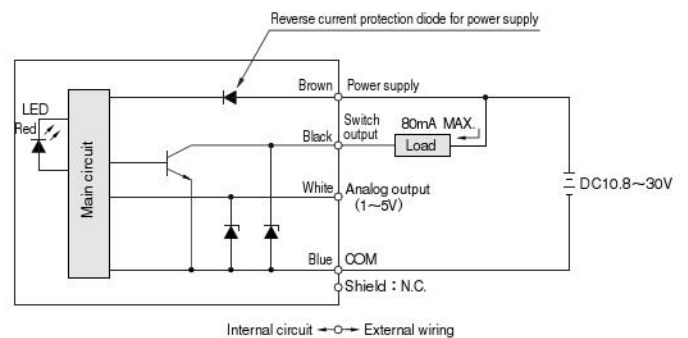 Reverse current protection diode for power supply
Brown
Power supply
LED
Red
Switch
output
80mA MAX.
Black
Load
Main circuit
White
Analog output
(1～5V)
DC10.8～30V
Blue
COM
Shield：N.C.
Internal circuit
External wiring